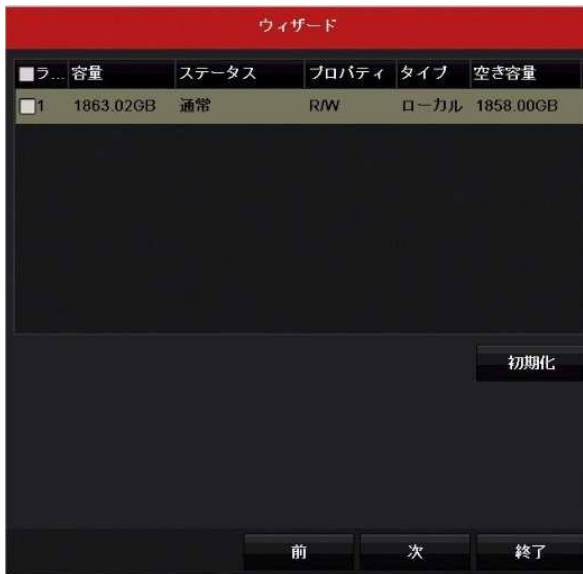 ウィザード
ラ... 容量 ステータス プロパティ タイプ 空き容量
1 1863.02GB 通常 R/W ローカル 1858.00GB
初期化
前 次 終了